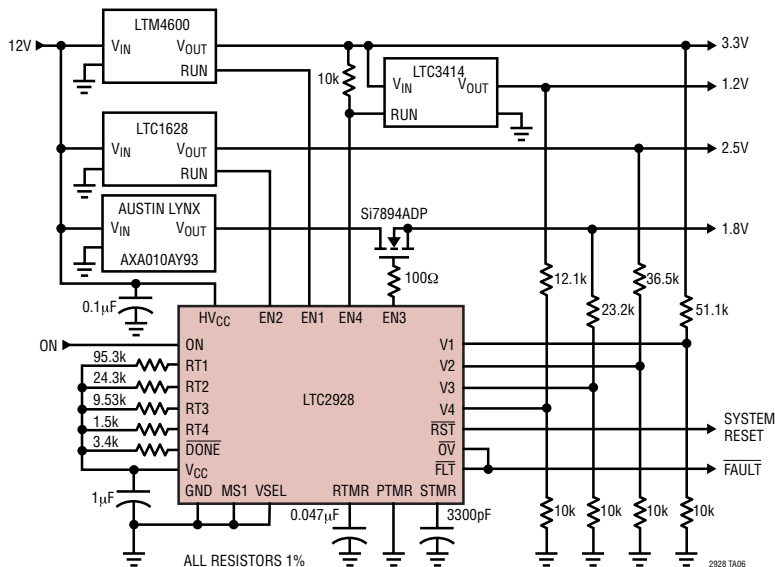 LTM4600
12V
VIN
VOUT
3.3V
RUN
10k
LTC3414
VIN
VOUT
1.2V
RUN
LTC1628
VIN
VOUT
2.5V
RUN
AUSTIN LYNX
Si7894ADP
VIN
VOUT
1.8V
AXA010AY93
100Ω
12.1k
36.5k
23.2k
51.1k
0.1µF
HVCC
EN2
EN1
EN4
EN3
ON
ON
V1
95.3k
RT1
V2
24.3k
RT2
LTC2928
V3
9.53k
RT3
V4
1.5k
RT4
RST
SYSTEM
RESET
3.4k
DONE
OV
VCC
FLT
FAULT
1µF
GND
MS1
VSEL
RTMR
PTMR
STMR
0.047µF
3300pF
10k
10k
10k
10k
ALL RESISTORS 1%
2928 TA06